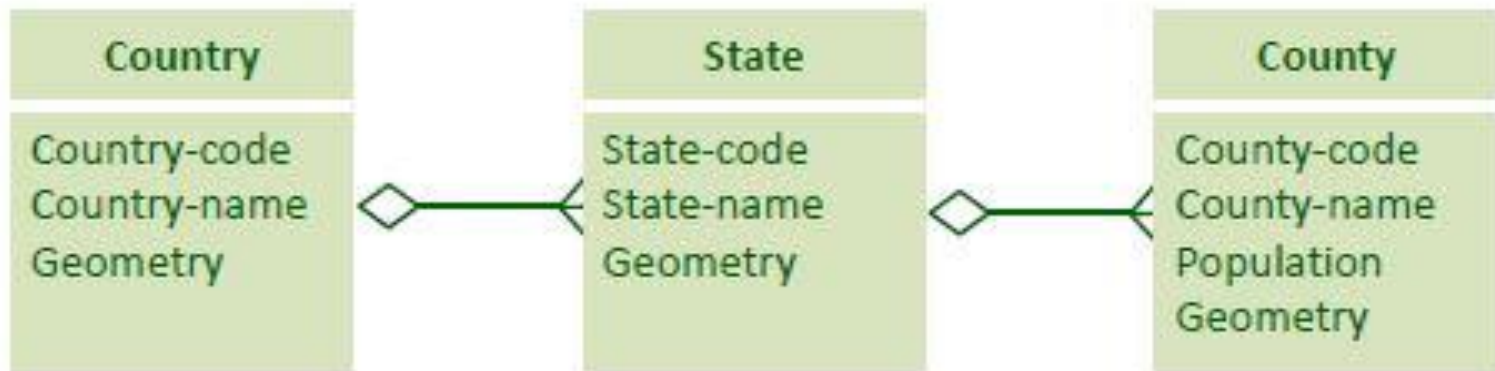 Country
Country-code
Country-name
Geometry
State
State-code
State-name
Geometry
County
County-code
County-name
Population
Geometry